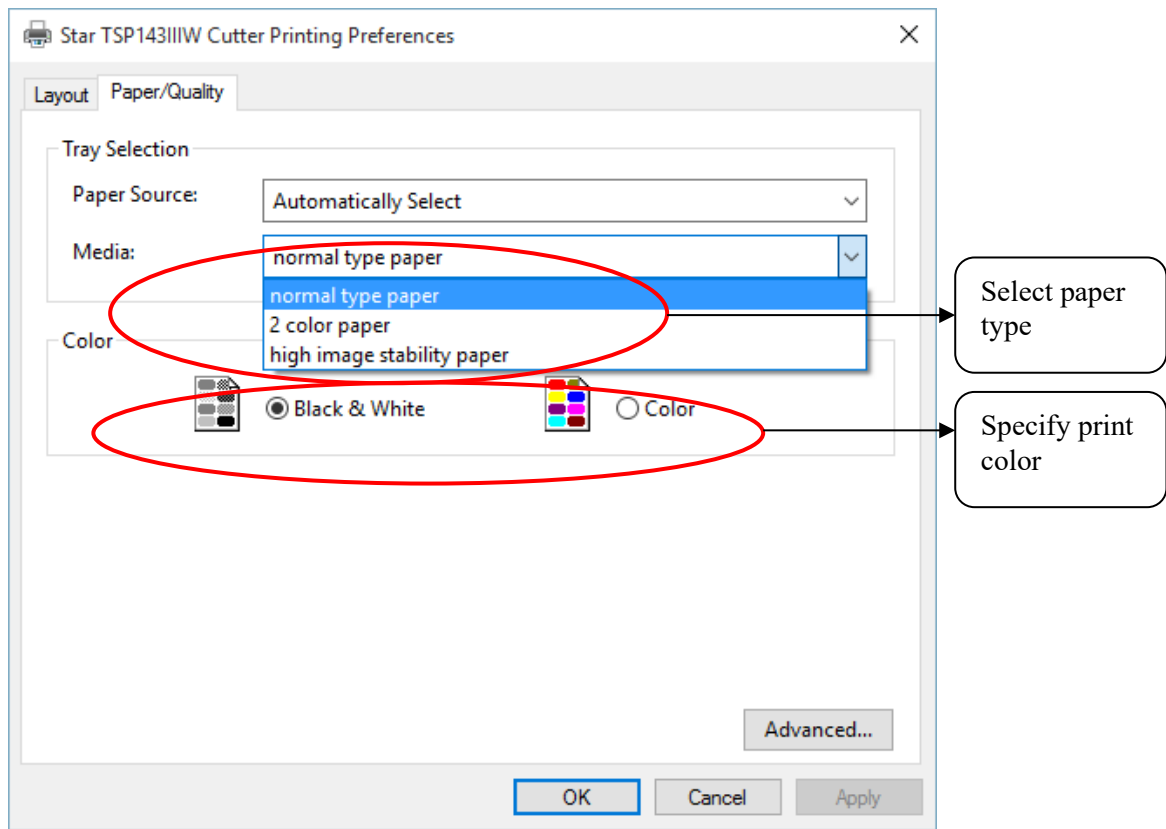 Star TSP143IIIW Cutter Printing Preferences
Layout
Paper/Quality
Tray Selection
Paper Source:
Automatically Select
Media:
normal type paper
normal type paper
2 color paper
high image stability paper
Select paper
type
Color
Black & White
Color
Specify print
color
Advanced...
OK
Cancel
Apply